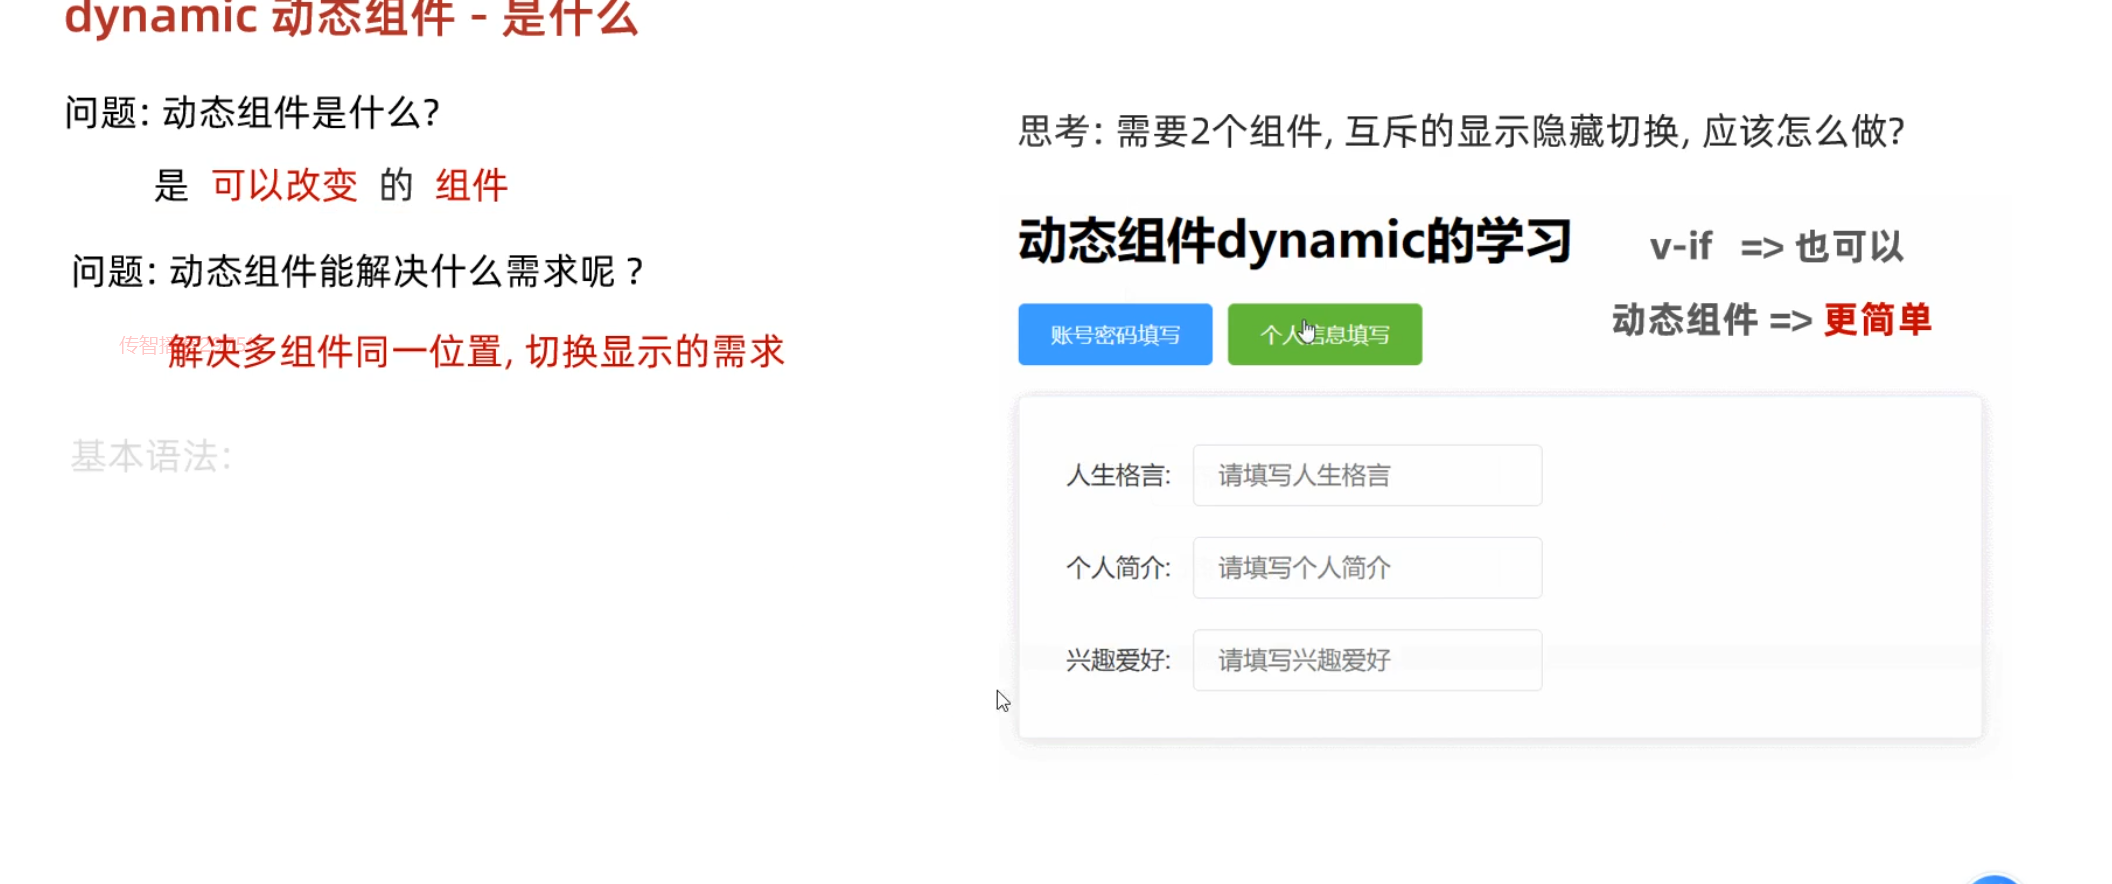 dynamic 动态组件 - 是什么
问题: 动态组件是什么?
是 可以改变 的 组件
问题: 动态组件能解决什么需求呢 ?
解决多组件同一位置, 切换显示的需求
基本语法:
思考: 需要2个组件, 互斥的显示隐藏切换, 应该怎么做?
动态组件dynamic的学习
v-if => 也可以
动态组件 => 更简单
账号密码填写
个人信息填写
人生格言: 请填写人生格言
个人简介: 请填写个人简介
兴趣爱好: 请填写兴趣爱好